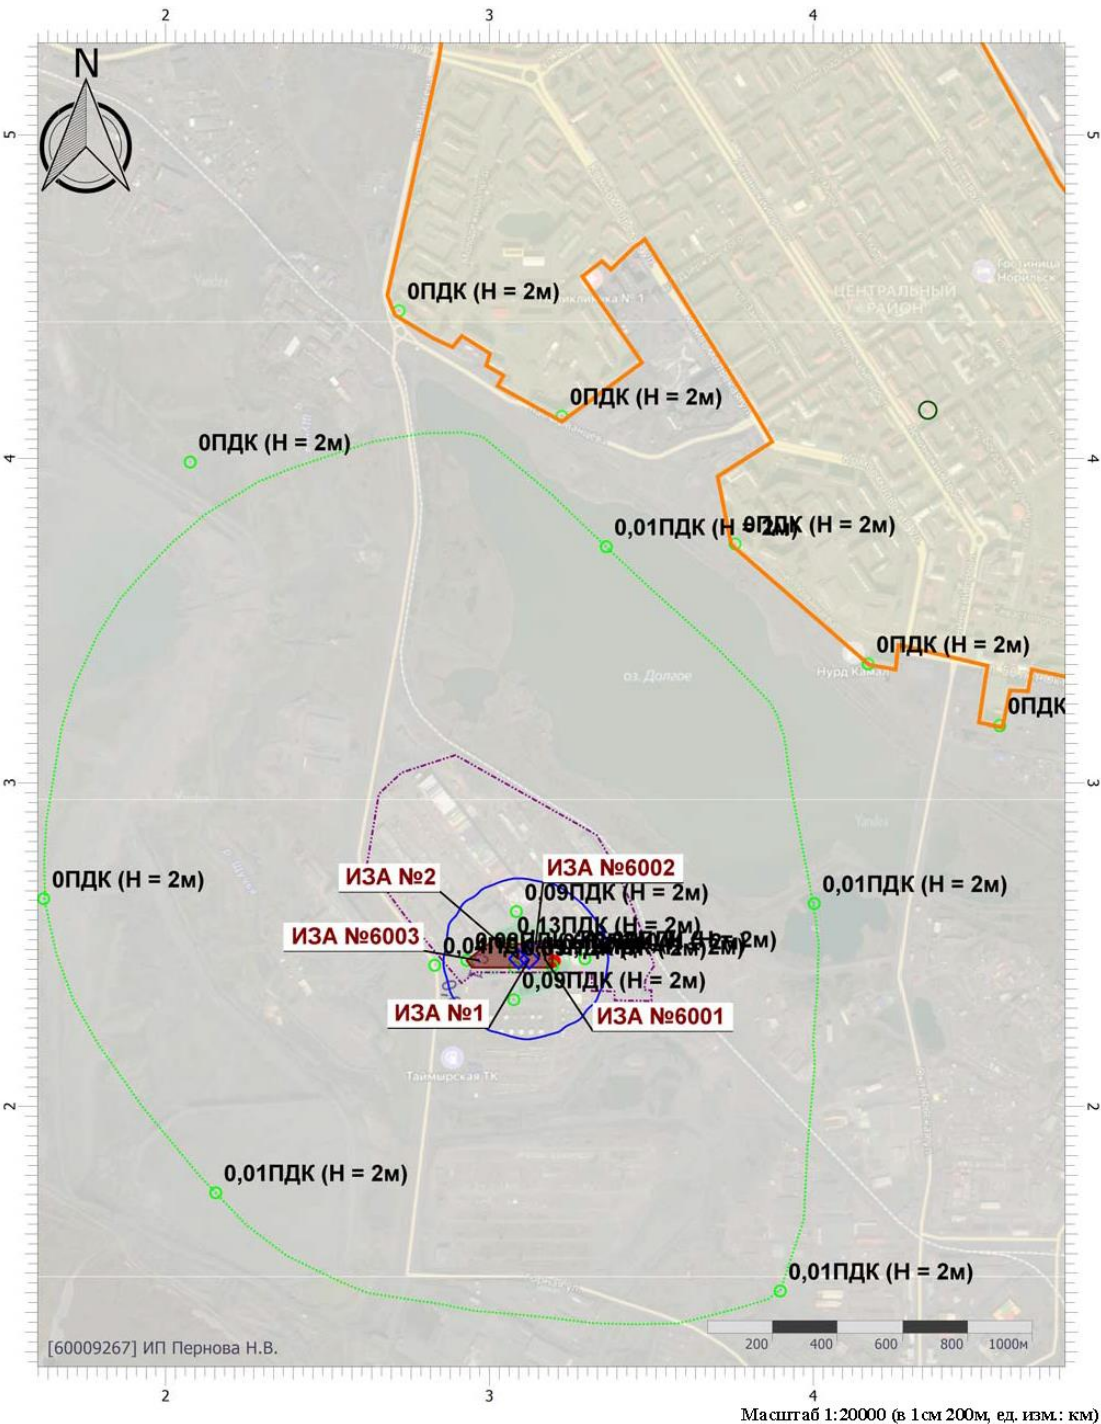 2 3 4
N
5 5
ЦЕНТРАЛЬНЫЙ
РАЙОН
Гостиница
Норильск
0ПДК (Н = 2м)
0ПДК (Н = 2м)
0ПДК (Н = 2м)
4 4
0,01ПДК (Н = 2м)
0ПДК (Н = 2м)
0ПДК (Н = 2м)
Нурд Камал
оз. Долгое
0ПДК
3 3
Yandex
ИЗА №2
ИЗА №6002
0ПДК (Н = 2м)
0,09ПДК (Н = 2м)
0,01ПДК (Н = 2м)
ИЗА №6003
0,13ПДК (Н = 2м)
0,09ПДК (Н = 2м)
ИЗА №1
ИЗА №6001
Таймырская ТК
2 2
0,01ПДК (Н = 2м)
0,01ПДК (Н = 2м)
[60009267] ИП Пернова Н.В.
200 400 600 800 1000м
2 3 4
Масштаб 1:20000 (в 1см 200м, ед. изм.: км)